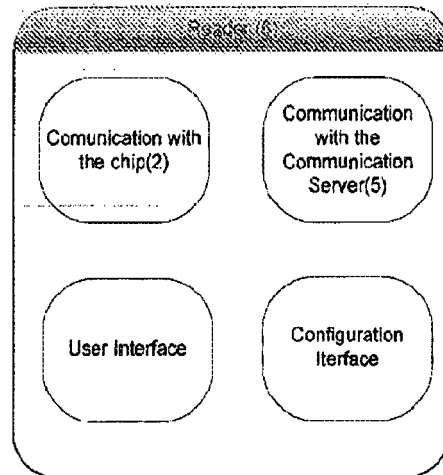 Reader (6)
Comunication with
the chip(2)
Communication
with the
Communication
Server(5)
User Interface
Configuration
Iterface